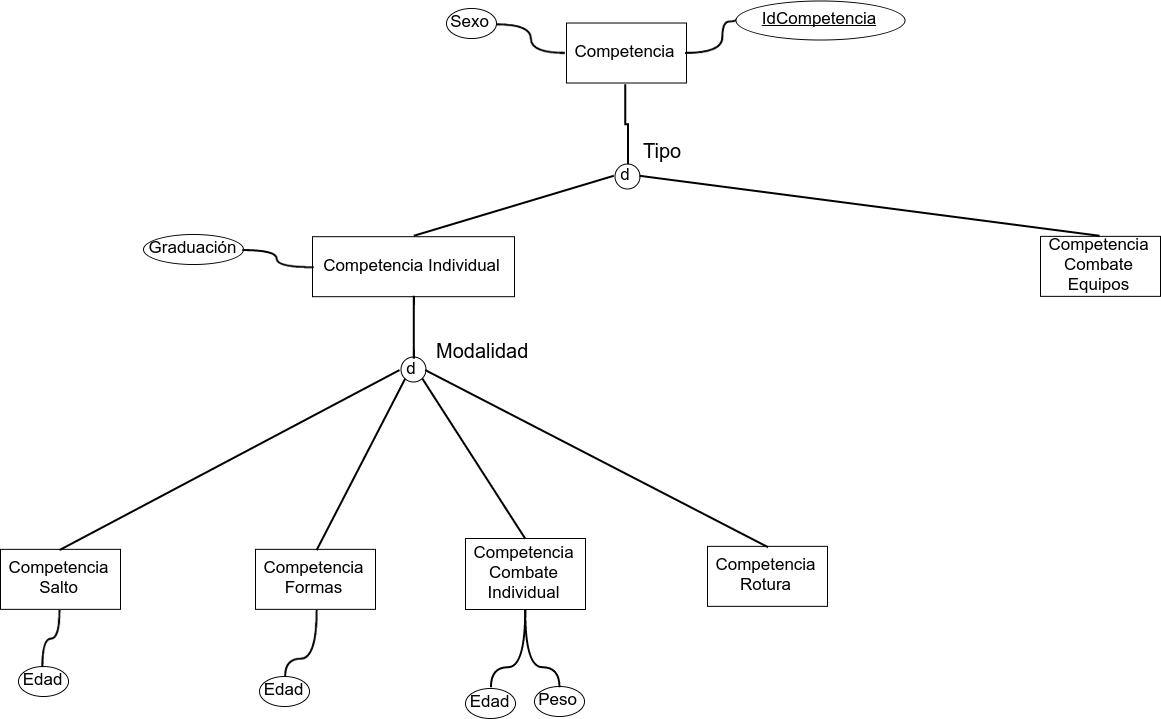 Sexo
IdCompetencia
Competencia
Tipo
d
Graduación
Competencia Individual
Competencia
Combate
Equipos
Modalidad
d
Competencia
Salto
Competencia
Formas
Competencia
Combate
Individual
Competencia
Rotura
Edad
Edad
Edad
Peso